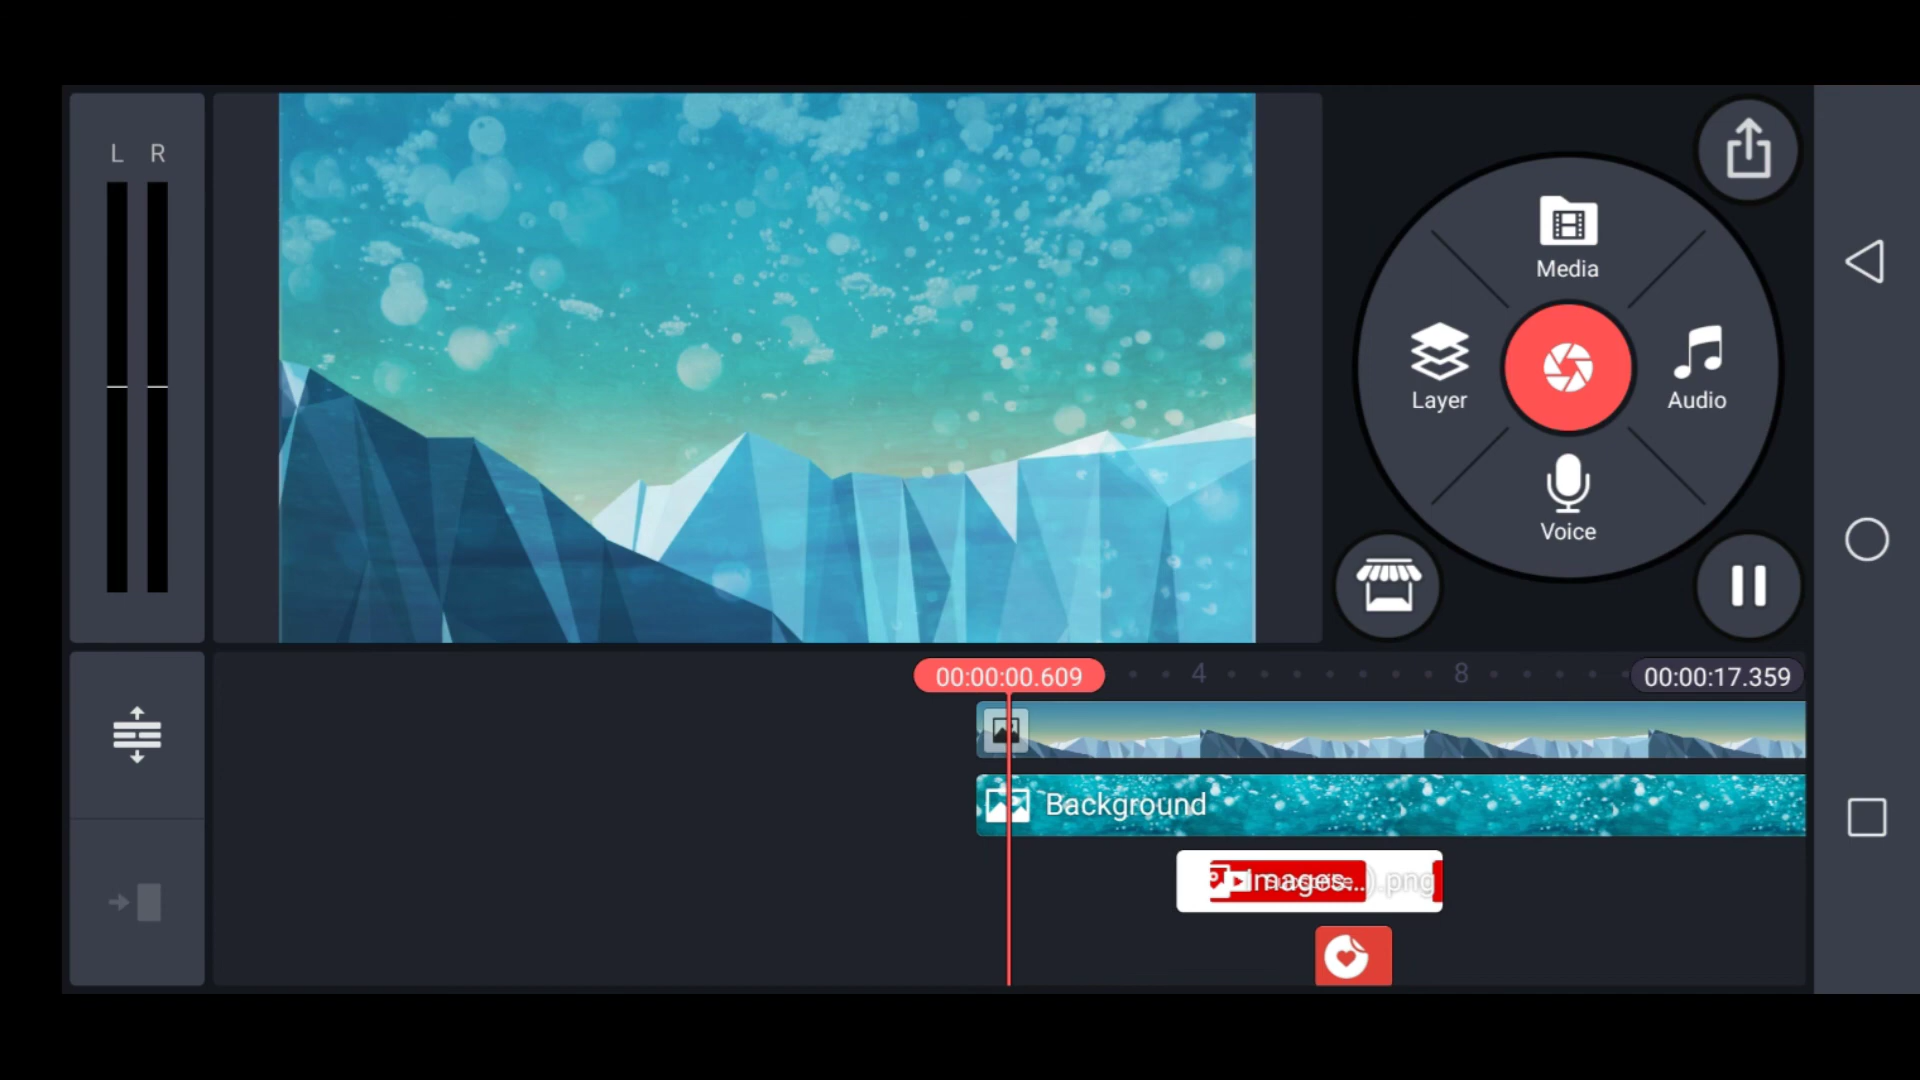 L R
Media
Layer
Audio
Voice
00:00:00.609
4
8
00:00:17.359
Background
Images...).png